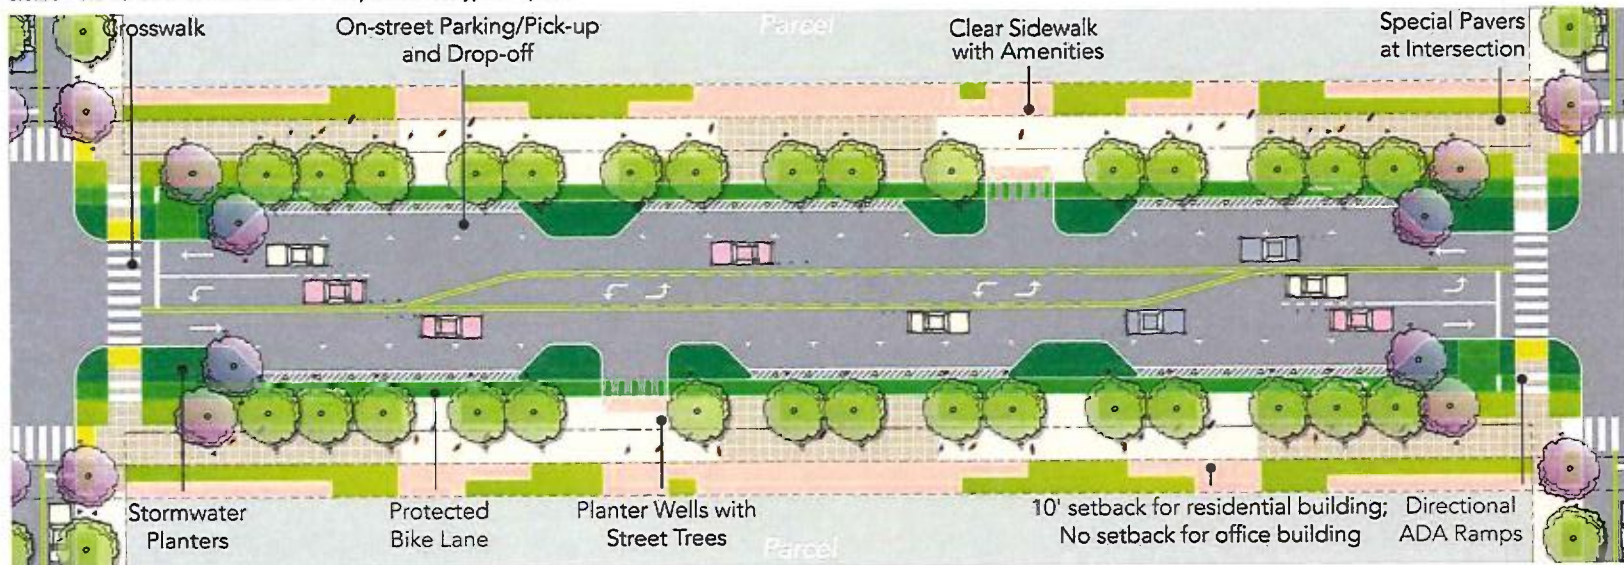 Parcel
Crosswalk
On-street Parking/Pick-up
and Drop-off
Clear Sidewalk
with Amenities
Special Pavers
at Intersection
Stormwater
Planters
Protected
Bike Lane
Planter Wells with
Street Trees
10' setback for residential building;
No setback for office building
Directional
ADA Ramps
Parcel